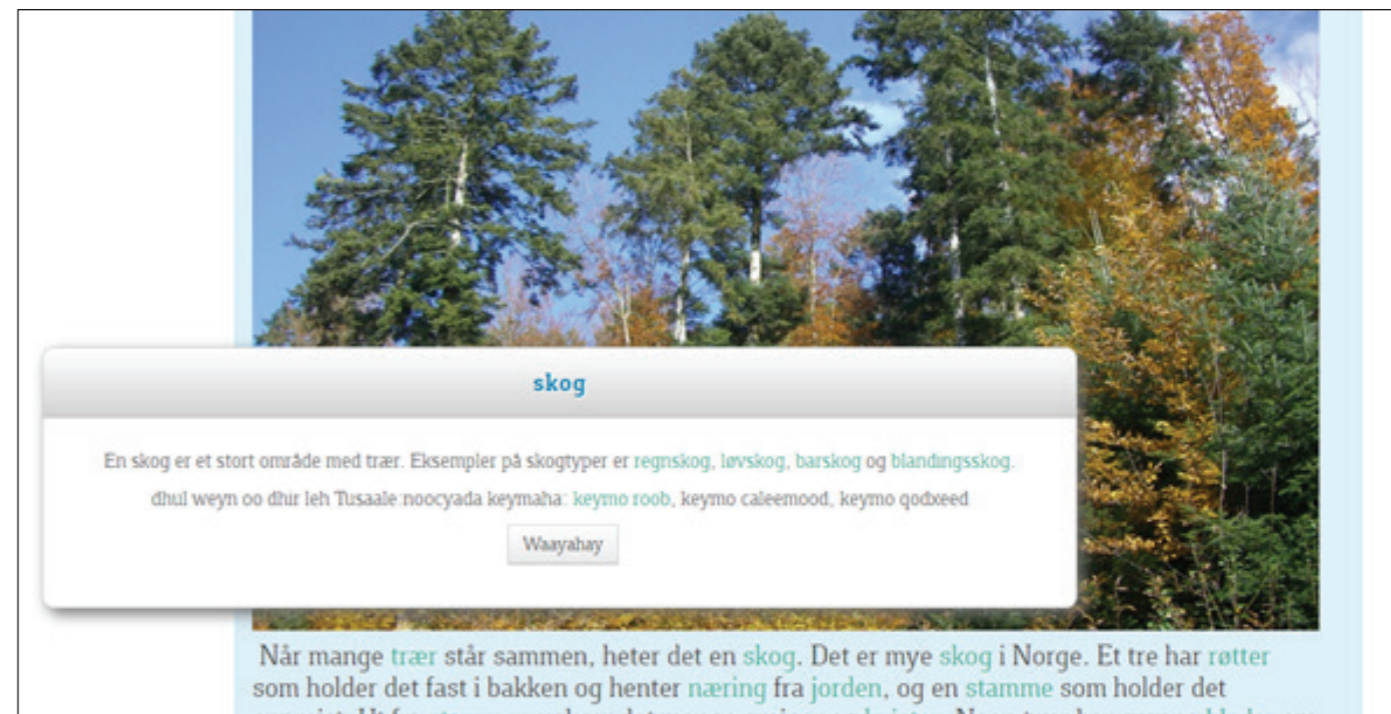 skog
En skog er et stort område med trær. Eksempler på skogtyper er regnskog, løvskog, barskog og blandingsskog.
dhul weyn oo dhir leh Tusaale:noocyada keymaha: keymo roob, keymo caleemood, keymo qodxeed
Waayahay
Når mange trær står sammen, heter det en skog. Det er mye skog i Norge. Et tre har røtter
som holder det fast i bakken og henter næring fra jorden, og en stamme som holder det